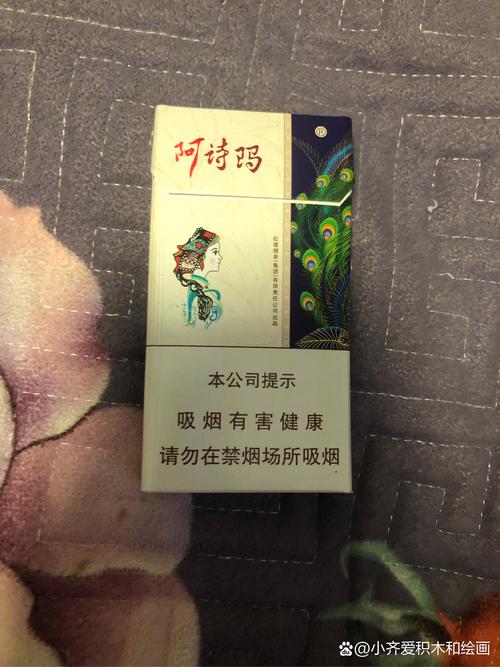 阿诗玛
红塔烟草(集团)有限责任公司出品
本公司提示
吸烟有害健康
请勿在禁烟场所吸烟
@小齐爱积木和绘画